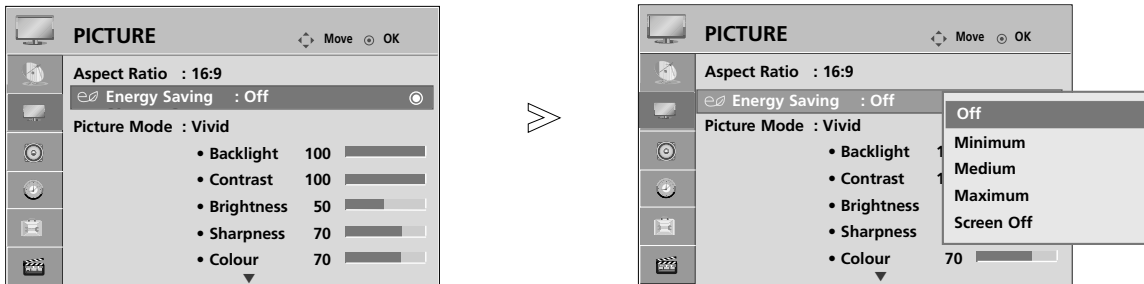 PICTURE Move OK
Aspect Ratio : 16:9
Energy Saving : Off
Picture Mode : Vivid
• Backlight 100
• Contrast 100
• Brightness 50
• Sharpness 70
• Colour 70
PICTURE Move OK
Aspect Ratio : 16:9
Energy Saving : Off
Picture Mode : Vivid
• Backlight 1
• Contrast 1
• Brightness
• Sharpness
• Colour 70
Off
Minimum
Medium
Maximum
Screen Off